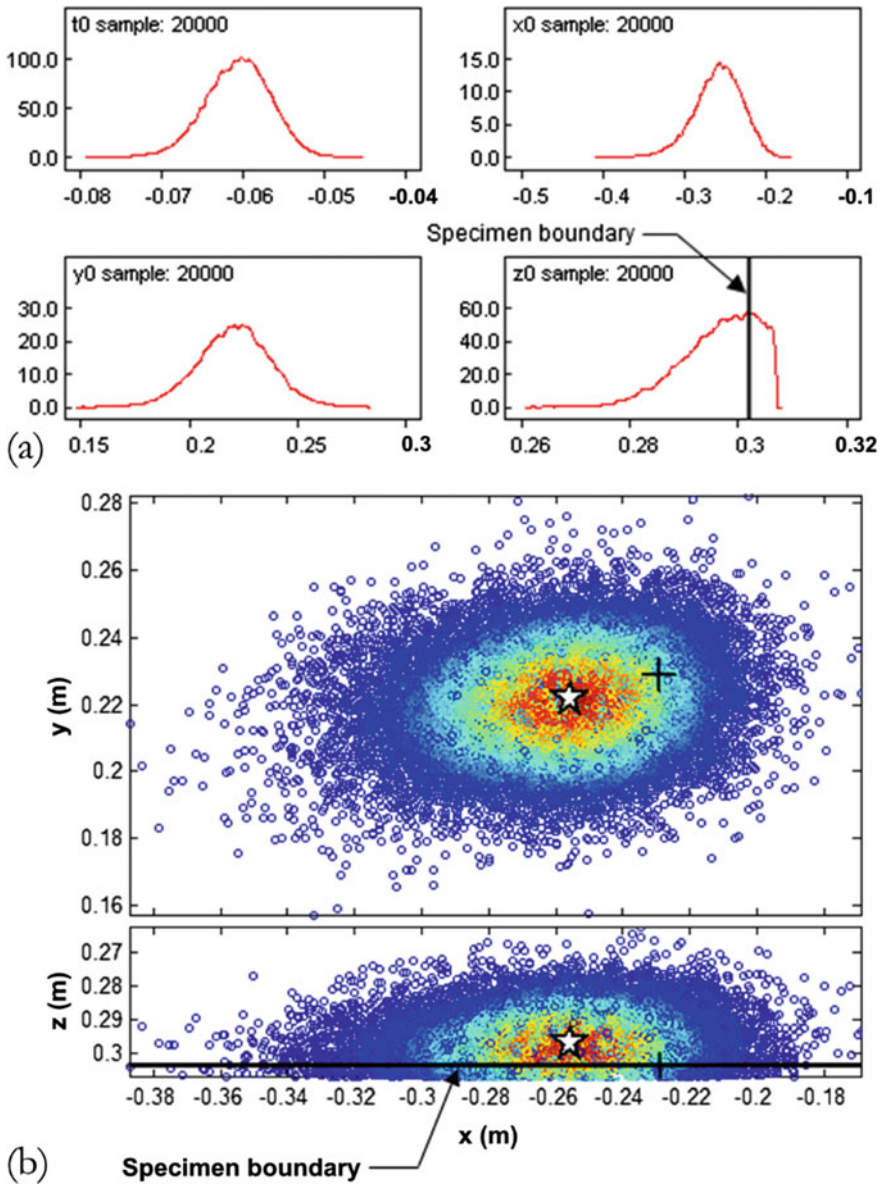 t0 sample: 20000
100.0
50.0
0.0
-0.08 -0.07 -0.06 -0.05 -0.04
x0 sample: 20000
15.0
10.0
5.0
0.0
-0.5 -0.4 -0.3 -0.2 -0.1
Specimen boundary
y0 sample: 20000
30.0
20.0
10.0
0.0
0.15 0.2 0.25 0.3
z0 sample: 20000
60.0
40.0
20.0
0.0
0.26 0.28 0.3 0.32
(a)
0.28
0.26
0.24
0.22
0.2
0.18
0.16
y (m)
0.27
0.28
0.29
0.3
z (m)
-0.38 -0.36 -0.34 -0.32 -0.3 -0.28 -0.26 -0.24 -0.22 -0.2 -0.18
x (m)
(b)
Specimen boundary